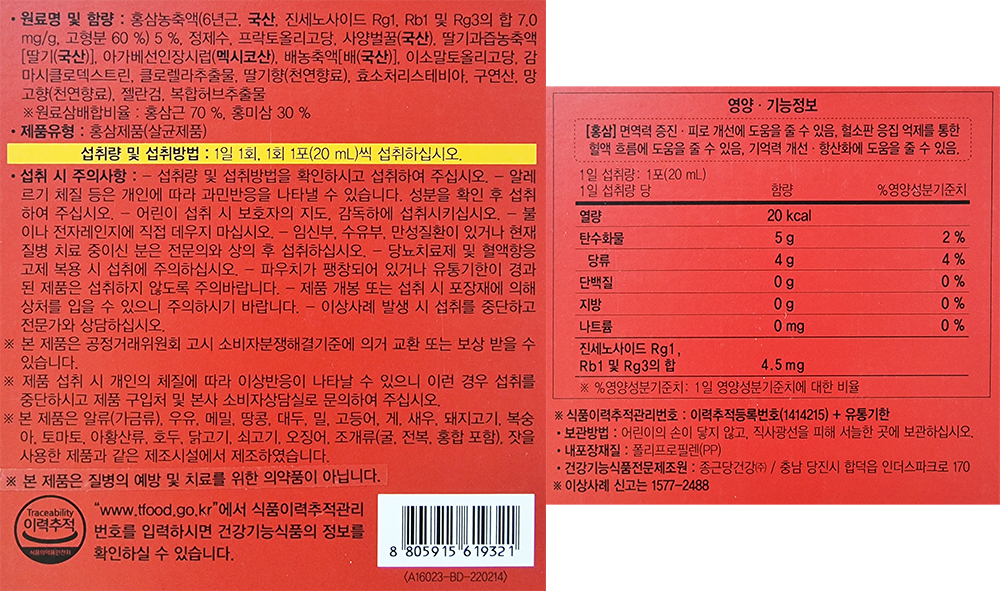 • 원료명 및 함량 : 홍삼농축액(6년근, 국산, 진세노사이드 Rg1, Rb1 및 Rg3의 합 7.0
mg/g, 고형분 60 %) 5 %, 정제수, 프락토올리고당, 사양벌꿀(국산), 딸기과즙농축액
[딸기(국산)], 아가베선인장시럽(멕시코산), 배농축액[배(국산)], 이소말토올리고당, 감
마시클로덱스트린, 클로렐라추출물, 딸기향(천연향료), 효소처리스테비아, 구연산, 망
고향(천연향료), 젤란검, 복합허브추출물
※원료삼배합비율 : 홍삼근 70 %, 홍미삼 30 %
• 제품유형 : 홍삼제품(살균제품)
섭취량 및 섭취방법 : 1일 1회, 1회 1포(20 mL)씩 섭취하십시오.
• 섭취 시 주의사항 : – 섭취량 및 섭취방법을 확인하시고 섭취하여 주십시오. – 알레
르기 체질 등은 개인에 따라 과민반응을 나타낼 수 있습니다. 성분을 확인 후 섭취
하여 주십시오. – 어린이 섭취 시 보호자의 지도, 감독하에 섭취시키십시오. – 불
이나 전자레인지에 직접 데우지 마십시오. – 임신부, 수유부, 만성질환이 있거나 현재
질병 치료 중이신 분은 전문의와 상의 후 섭취하십시오. – 당뇨치료제 및 혈액항응
고제 복용 시 섭취에 주의하십시오. – 파우치가 팽창되어 있거나 유통기한이 경과
된 제품은 섭취하지 않도록 주의바랍니다. – 제품 개봉 또는 섭취 시 포장재에 의해
상처를 입을 수 있으니 주의하시기 바랍니다. – 이상사례 발생 시 섭취를 중단하고
전문가와 상담하십시오.
※ 본 제품은 공정거래위원회 고시 소비자분쟁해결기준에 의거 교환 또는 보상 받을 수
있습니다.
※ 제품 섭취 시 개인의 체질에 따라 이상반응이 나타날 수 있으니 이런 경우 섭취를
중단하시고 제품 구입처 및 본사 소비자상담실로 문의하여 주십시오.
※ 본 제품은 알류(가금류), 우유, 메밀, 땅콩, 대두, 밀, 고등어, 게, 새우, 돼지고기, 복숭
아, 토마토, 아황산류, 호두, 닭고기, 쇠고기, 오징어, 조개류(굴, 전복, 홍합 포함), 잣을
사용한 제품과 같은 제조시설에서 제조하였습니다.
※ 본 제품은 질병의 예방 및 치료를 위한 의약품이 아닙니다.
Traceability
이력추적
식품의약품안전처
“www.tfood.go.kr”에서 식품이력추적관리
번호를 입력하시면 건강기능식품의 정보를
확인하실 수 있습니다.
8 805915 619321
(A16023-BD-220214)
영양 · 기능정보
[홍삼] 면역력 증진 · 피로 개선에 도움을 줄 수 있음, 혈소판 응집 억제를 통한
혈액 흐름에 도움을 줄 수 있음, 기억력 개선 · 항산화에 도움을 줄 수 있음.
1일 섭취량: 1포(20 mL)
1일 섭취량 당 함량 %영양성분기준치
열량 20 kcal
탄수화물 5 g 2 %
당류 4 g 4 %
단백질 0 g 0 %
지방 0 g 0 %
나트륨 0 mg 0 %
진세노사이드 Rg1,
Rb1 및 Rg3의 합 4.5 mg
※ %영양성분기준치: 1일 영양성분기준치에 대한 비율
※ 식품이력추적관리번호 : 이력추적등록번호(1414215) + 유통기한
• 보관방법 : 어린이의 손이 닿지 않고, 직사광선을 피해 서늘한 곳에 보관하십시오.
• 내포장재질 : 폴리프로필렌(PP)
• 건강기능식품전문제조원 : 종근당건강㈜ / 충남 당진시 합덕읍 인더스파크로 170
※ 이상사례 신고는 1577-2488